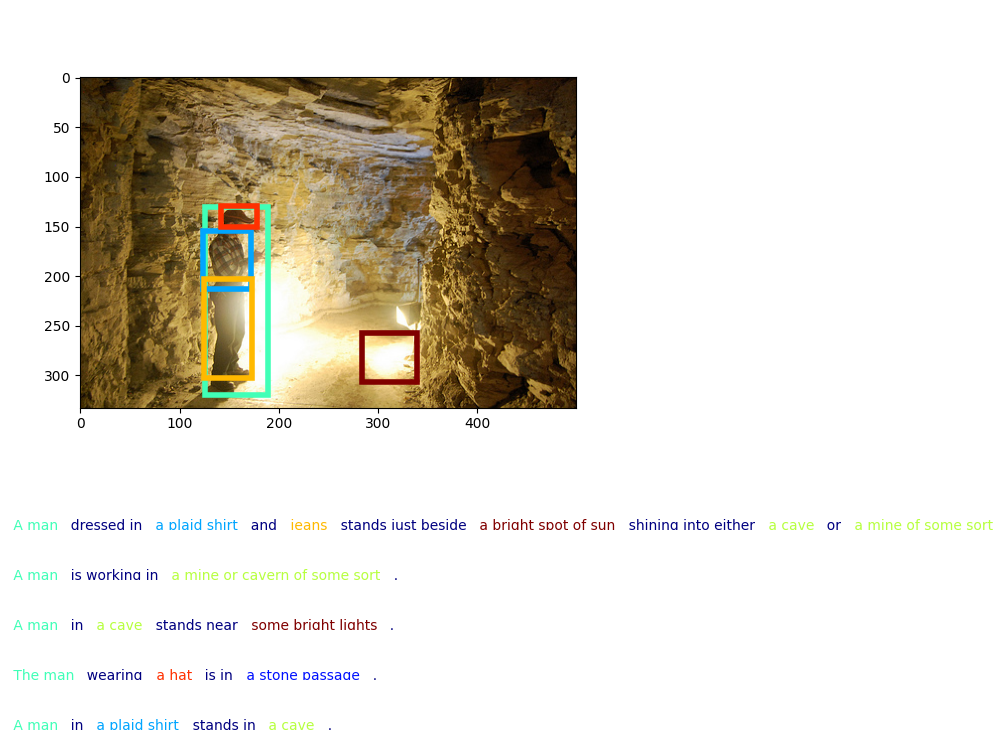 0
50
100
150
200
250
300
0 100 200 300 400
A man dressed in a plaid shirt and jeans stands just beside a bright spot of sun shining into either a cave or a mine of some sort
A man is working in a mine or cavern of some sort .
A man in a cave stands near some bright lights .
The man wearing a hat is in a stone passage .
A man in a plaid shirt stands in a cave .